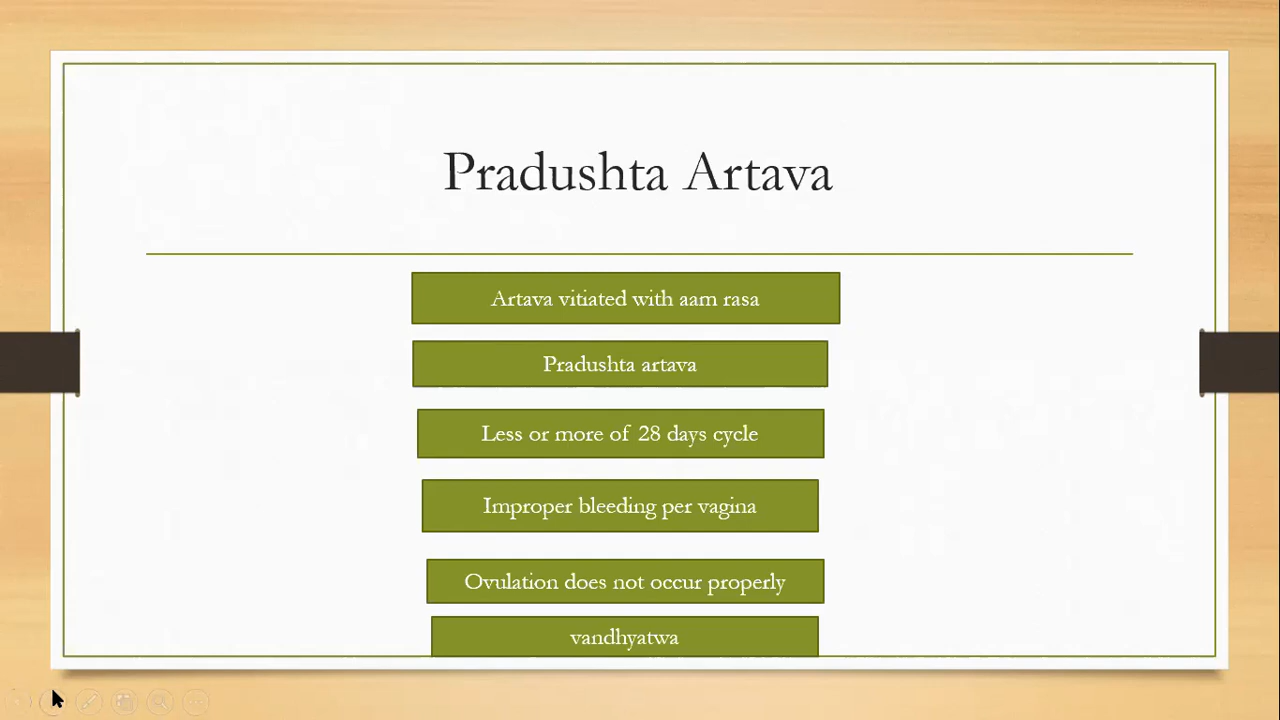 Pradushta Artava
Artava vitiated with aam rasa
Pradushta artava
Less or more of 28 days cycle
Improper bleeding per vagina
Ovulation does not occur properly
vandhyatwa